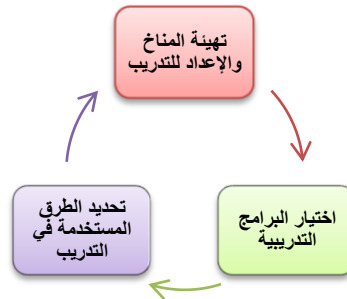 تهيئة المناخ
والإعداد للتدريب
اختيار البرامج
التدريبية
تحديد الطرق
المستخدمة في
التدريب